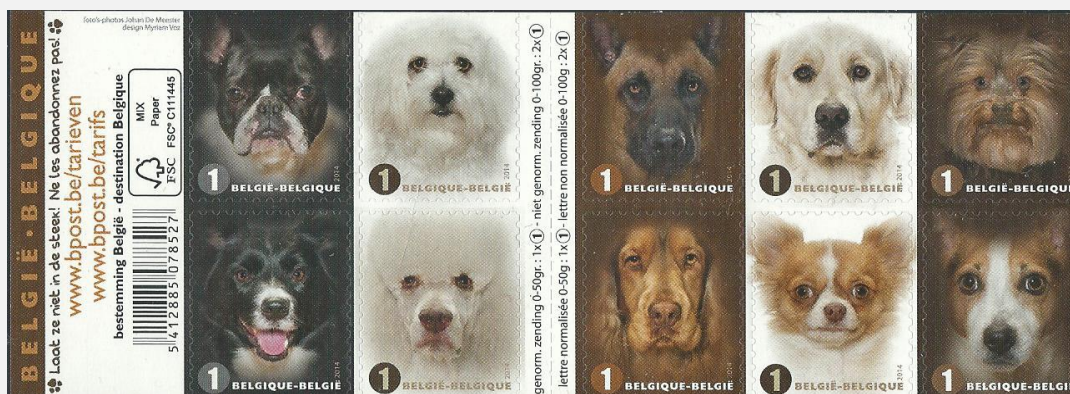 BELGIË·BELGIQUE
Laat ze niet in de steek! Ne les abandonnez pas!
www.bpost.be/tarieven
www.bpost.be/tarifs
bestemming België - destination Belgique
foto's-photos Johan De Meester
design Myriam Voz
MIX
Paper
FSC
FSC® C111445
5 412885 078527
1 BELGIË-BELGIQUE 2014
1 BELGIQUE-BELGIË 2014
genorm. zending 0-50gr. : 1x① - niet genorm. zending 0-100gr. : 2x①
lettre normalisée 0-50g : 1x① - lettre non normalisée 0-100g : 2x①
1 BELGIË-BELGIQUE 2014
1 BELGIQUE-BELGIË 2014
1 BELGIË-BELGIQUE
1 BELGIQUE-BELGIË 2014
1 BELGIË-BELGIQUE 2014
1 BELGIQUE-BELGIË 2014
1 BELGIË-BELGIQUE 2014
1 BELGIQUE-BELGIË